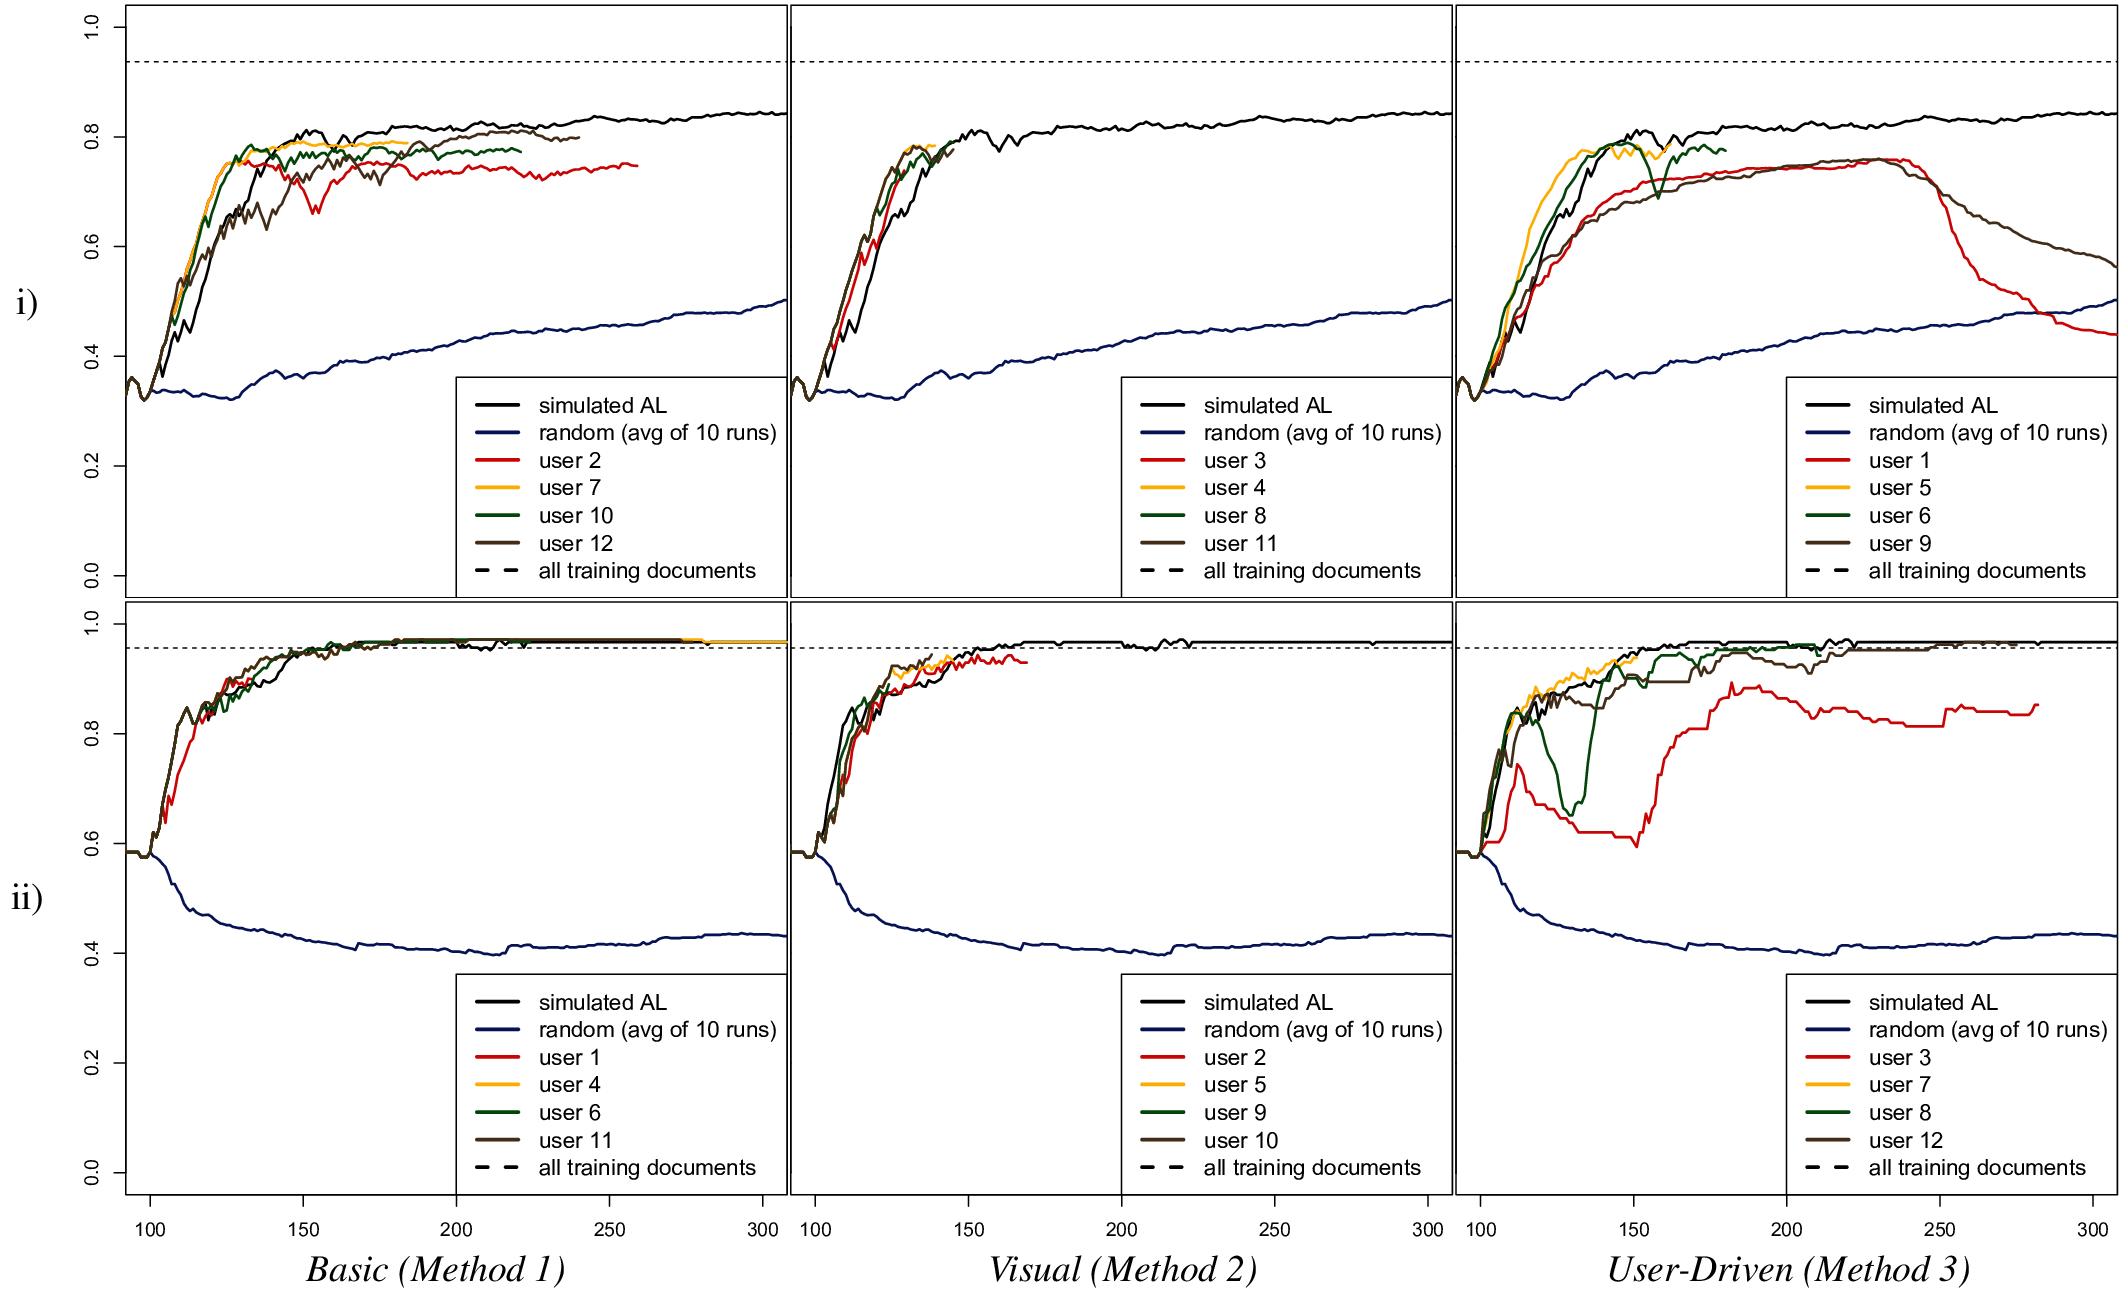 1.0
0.8
0.6
0.4
0.2
0.0
i)
simulated AL
random (avg of 10 runs)
user 2
user 7
user 10
user 12
all training documents
simulated AL
random (avg of 10 runs)
user 3
user 4
user 8
user 11
all training documents
simulated AL
random (avg of 10 runs)
user 1
user 5
user 6
user 9
all training documents
1.0
0.8
0.6
0.4
0.2
0.0
ii)
simulated AL
random (avg of 10 runs)
user 1
user 4
user 6
user 11
all training documents
simulated AL
random (avg of 10 runs)
user 2
user 5
user 9
user 10
all training documents
simulated AL
random (avg of 10 runs)
user 3
user 7
user 8
user 12
all training documents
100 150 200 250 300
100 150 200 250 300
100 150 200 250 300
Basic (Method 1)
Visual (Method 2)
User-Driven (Method 3)